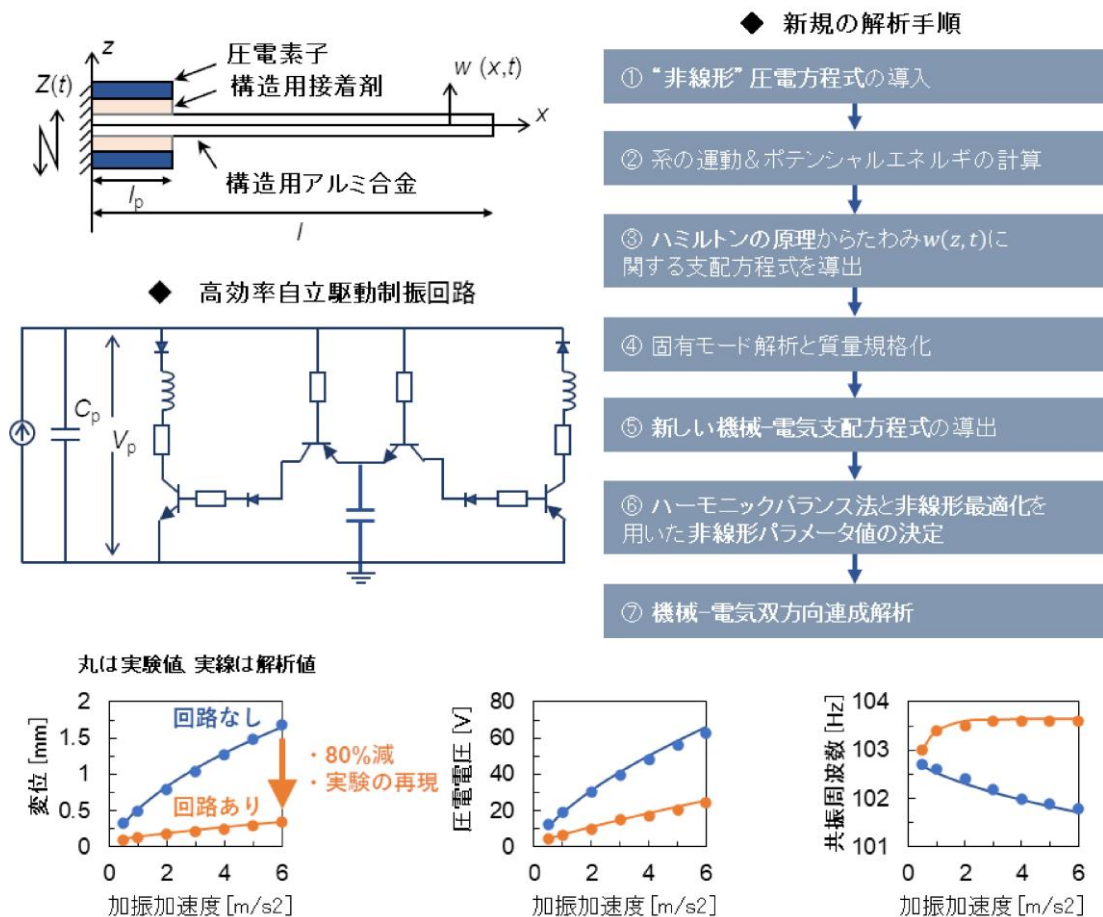 z
Z(t)
圧電素子
構造用接着剤
w (x,t)
x
構造用アルミ合金
lp
l
◆ 高効率自立駆動制振回路
Cp
Vp
◆ 新規の解析手順
① “非線形” 圧電方程式の導入
② 系の運動＆ポテンシャルエネルギの計算
③ ハミルトンの原理からたわみw(z,t)に
関する支配方程式を導出
④ 固有モード解析と質量規格化
⑤ 新しい機械-電気支配方程式の導出
⑥ ハーモニックバランス法と非線形最適化を
用いた非線形パラメータ値の決定
⑦ 機械-電気双方向連成解析
丸は実験値、実線は解析値
変位 [mm]
2
1.5
1
0.5
0
回路なし
・80%減
・実験の再現
回路あり
0 2 4 6
加振加速度 [m/s2]
圧電電圧 [V]
80
60
40
20
0
0 2 4 6
加振加速度 [m/s2]
共振周波数 [Hz]
104
103
102
101
0 2 4 6
加振加速度 [m/s2]